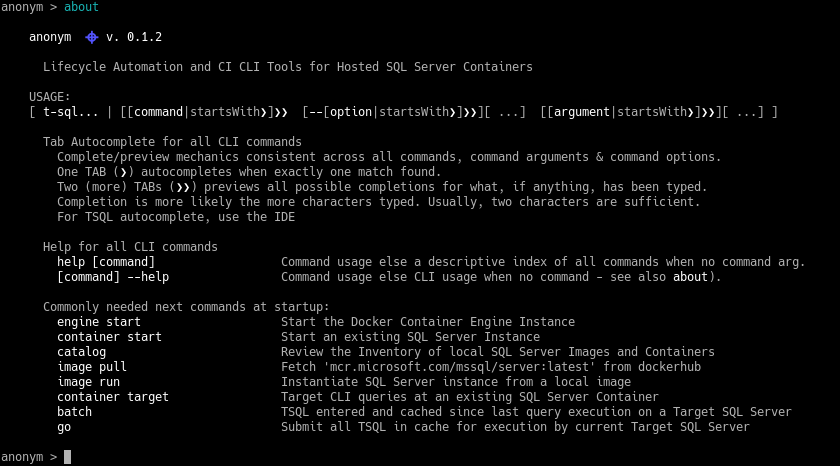 anonym > about
anonym ⌖ v. 0.1.2
Lifecycle Automation and CI CLI Tools for Hosted SQL Server Containers
USAGE:
[ t-sql... | [[command|startsWith❯]❯❯  [--[option|startsWith❯]❯❯][ ...]  [[argument|startsWith❯]❯❯][ ...] ]
Tab Autocomplete for all CLI commands
Complete/preview mechanics consistent across all commands, command arguments & command options.
One TAB (❯) autocompletes when exactly one match found.
Two (more) TABs (❯❯) previews all possible completions for what, if anything, has been typed.
Completion is more likely the more characters typed. Usually, two characters are sufficient.
For TSQL autocomplete, use the IDE
Help for all CLI commands
help [command] Command usage else a descriptive index of all commands when no command arg.
[command] --help Command usage else CLI usage when no command - see also about).
Commonly needed next commands at startup:
engine start Start the Docker Container Engine Instance
container start Start an existing SQL Server Instance
catalog Review the Inventory of local SQL Server Images and Containers
image pull Fetch 'mcr.microsoft.com/mssql/server:latest' from dockerhub
image run Instantiate SQL Server instance from a local image
container target Target CLI queries at an existing SQL Server Container
batch TSQL entered and cached since last query execution on a Target SQL Server
go Submit all TSQL in cache for execution by current Target SQL Server
anonym >